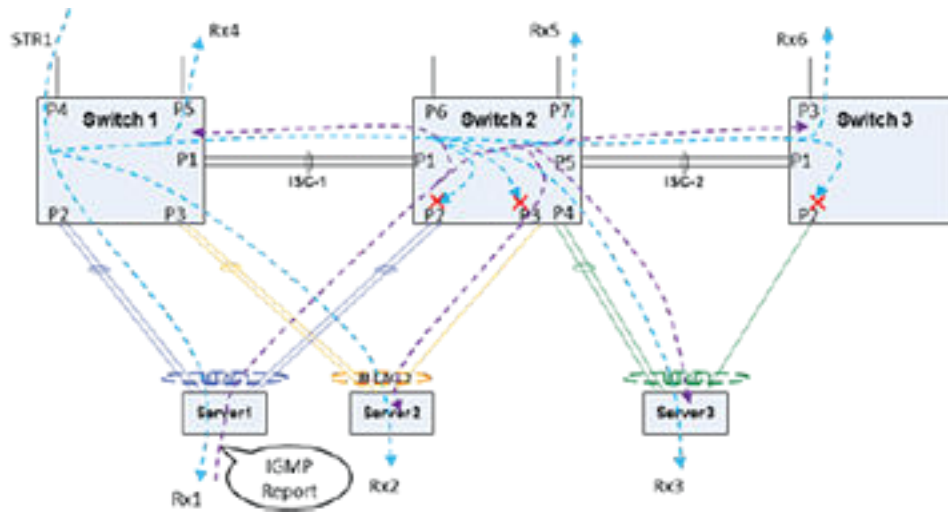 STR1
Rx4
Rx5
Rx6
P4
P5
P6
P7
P3
Switch 1
Switch 2
Switch 3
P1
P1
P5
P1
ISC-1
ISC-2
P2
P3
P2
P3
P4
P2
Server1
Server2
Server3
IGMP
Report
Rx1
Rx2
Rx3